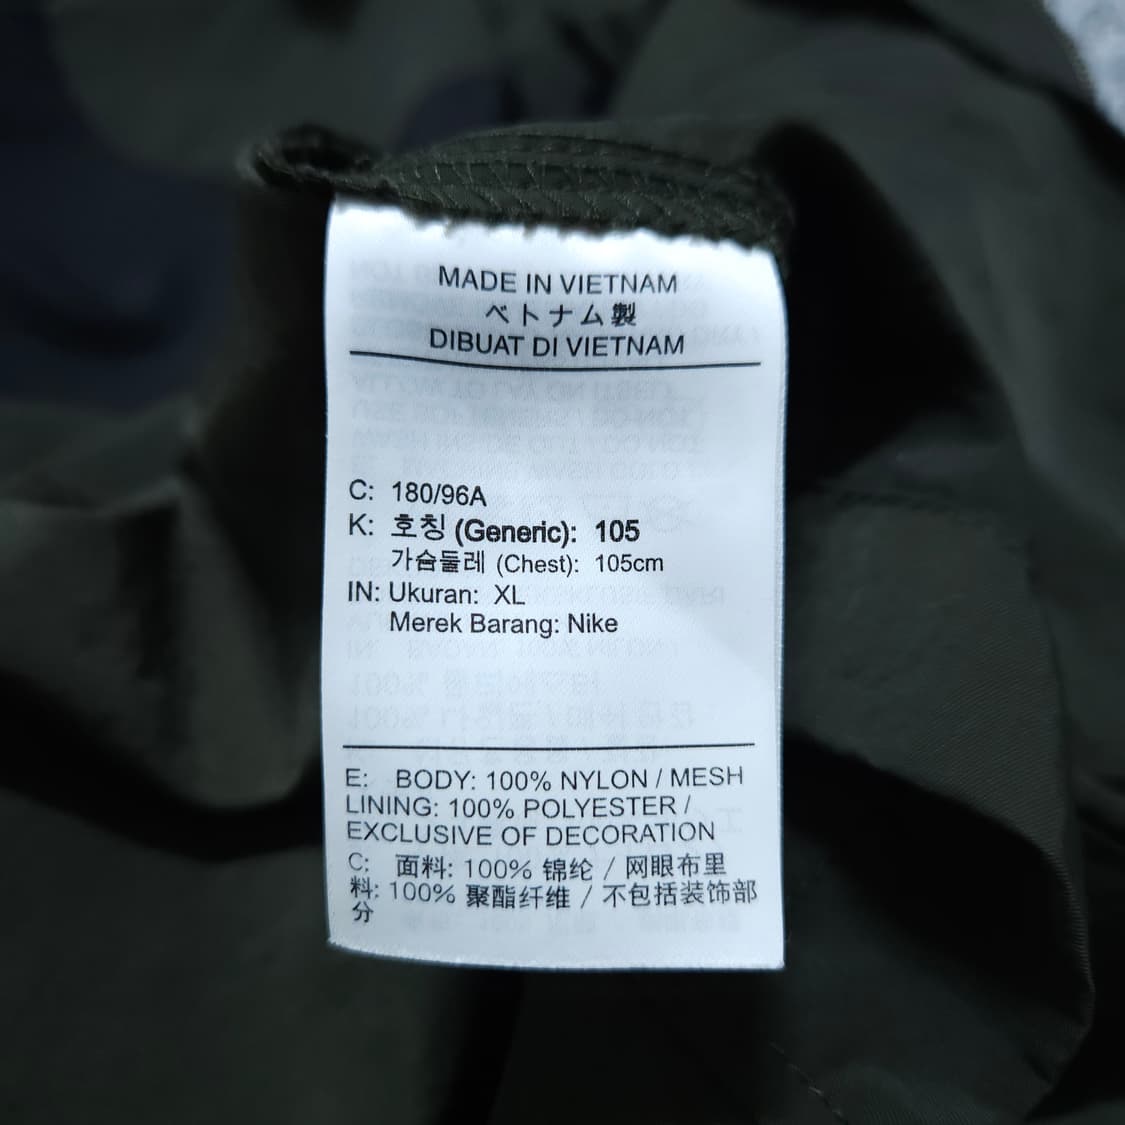 MADE IN VIETNAM
ベトナム製
DIBUAT DI VIETNAM
C: 180/96A
K: 호칭 (Generic): 105
가슴둘레 (Chest): 105cm
IN: Ukuran: XL
Merek Barang: Nike
E: BODY: 100% NYLON / MESH
LINING: 100% POLYESTER /
EXCLUSIVE OF DECORATION
C: 面料: 100% 锦纶 / 网眼布里
料: 100% 聚酯纤维 / 不包括装饰部
分